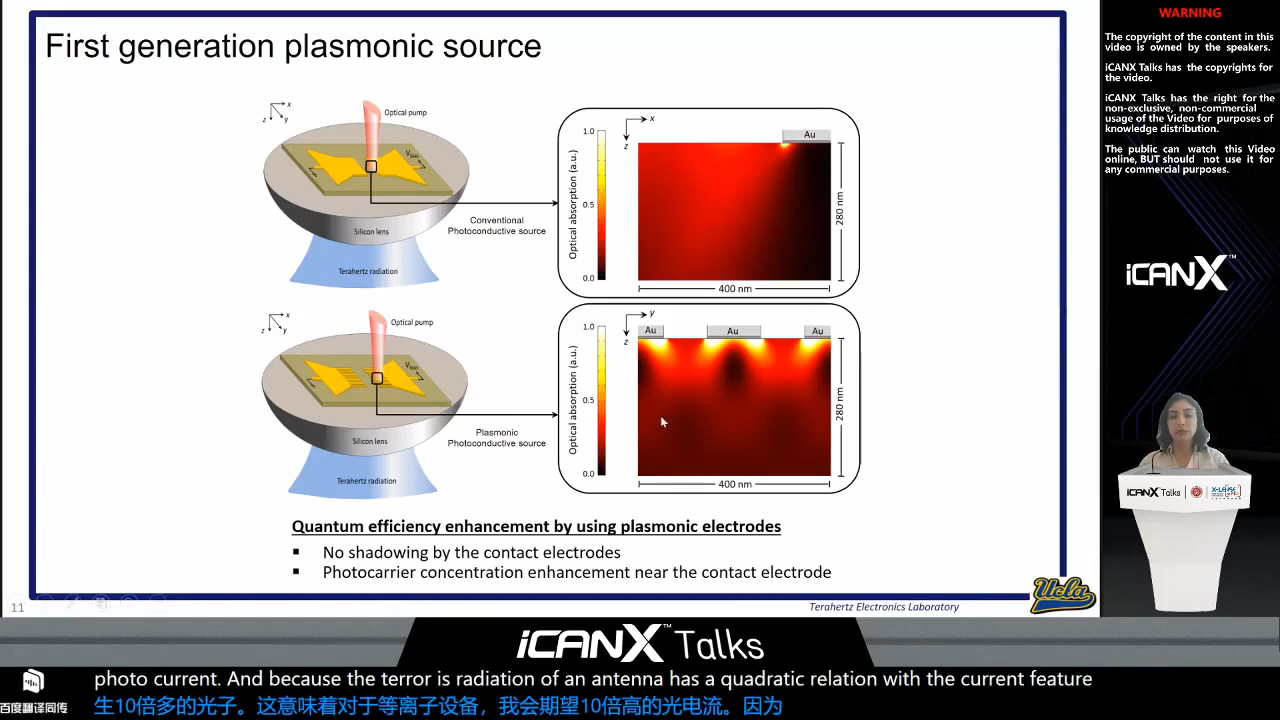 First generation plasmonic source
x
z
y
Optical pump
Silicon lens
Terahertz radiation
Conventional
Photoconductive source
Optical absorption (a.u.)
1.0
0.5
0.0
x
z
Au
280 nm
400 nm
x
z
y
Optical pump
Silicon lens
Terahertz radiation
Plasmonic
Photoconductive source
Optical absorption (a.u.)
1.0
0.5
0.0
y
z
Au
Au
Au
280 nm
400 nm
Quantum efficiency enhancement by using plasmonic electrodes
▪ No shadowing by the contact electrodes
▪ Photocarrier concentration enhancement near the contact electrode
11
Terahertz Electronics Laboratory
Ucla
WARNING
The copyright of the content in this
video is owned by the speakers.
iCANX Talks has the copyrights for
the video.
iCANX Talks has the right for the
non-exclusive, non-commercial
usage of the Video for purposes of
knowledge distribution.
The public can watch this Video
online, BUT should not use it for
any commercial purposes.
iCANX™
iCANX Talks
iCANX™ Talks
photo current. And because the terror is radiation of an antenna has a quadratic relation with the current feature
生10倍多的光子。这意味着对于等离子设备，我会期望10倍高的光电流。因为
百度翻译同传